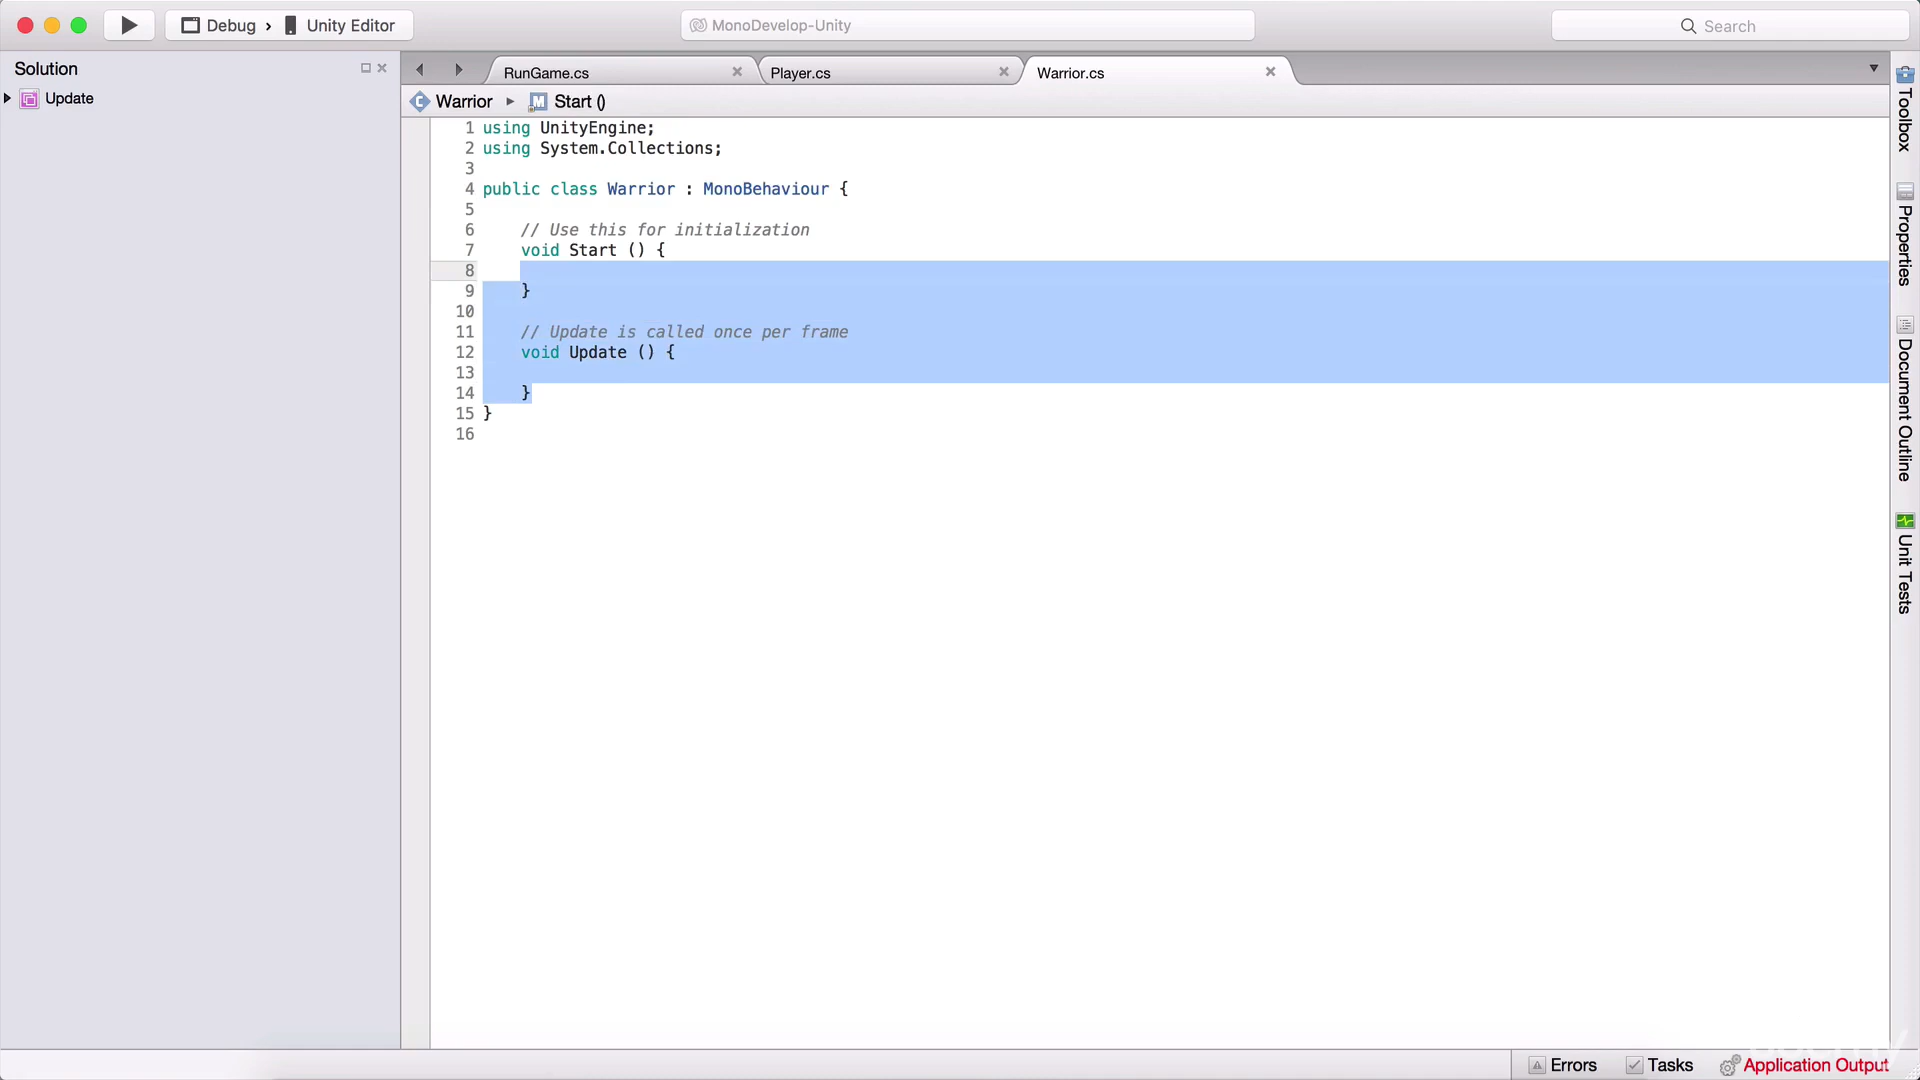 Debug › Unity Editor
MonoDevelop-Unity
Search
Solution
Update
RunGame.cs
Player.cs
Warrior.cs
Warrior
Start ()
1 using UnityEngine;
2 using System.Collections;
3
4 public class Warrior : MonoBehaviour {
5
6 // Use this for initialization
7 void Start () {
8
9 }
10
11 // Update is called once per frame
12 void Update () {
13
14 }
15 }
16
Toolbox
Properties
Document Outline
Unit Tests
Errors
Tasks
Application Output